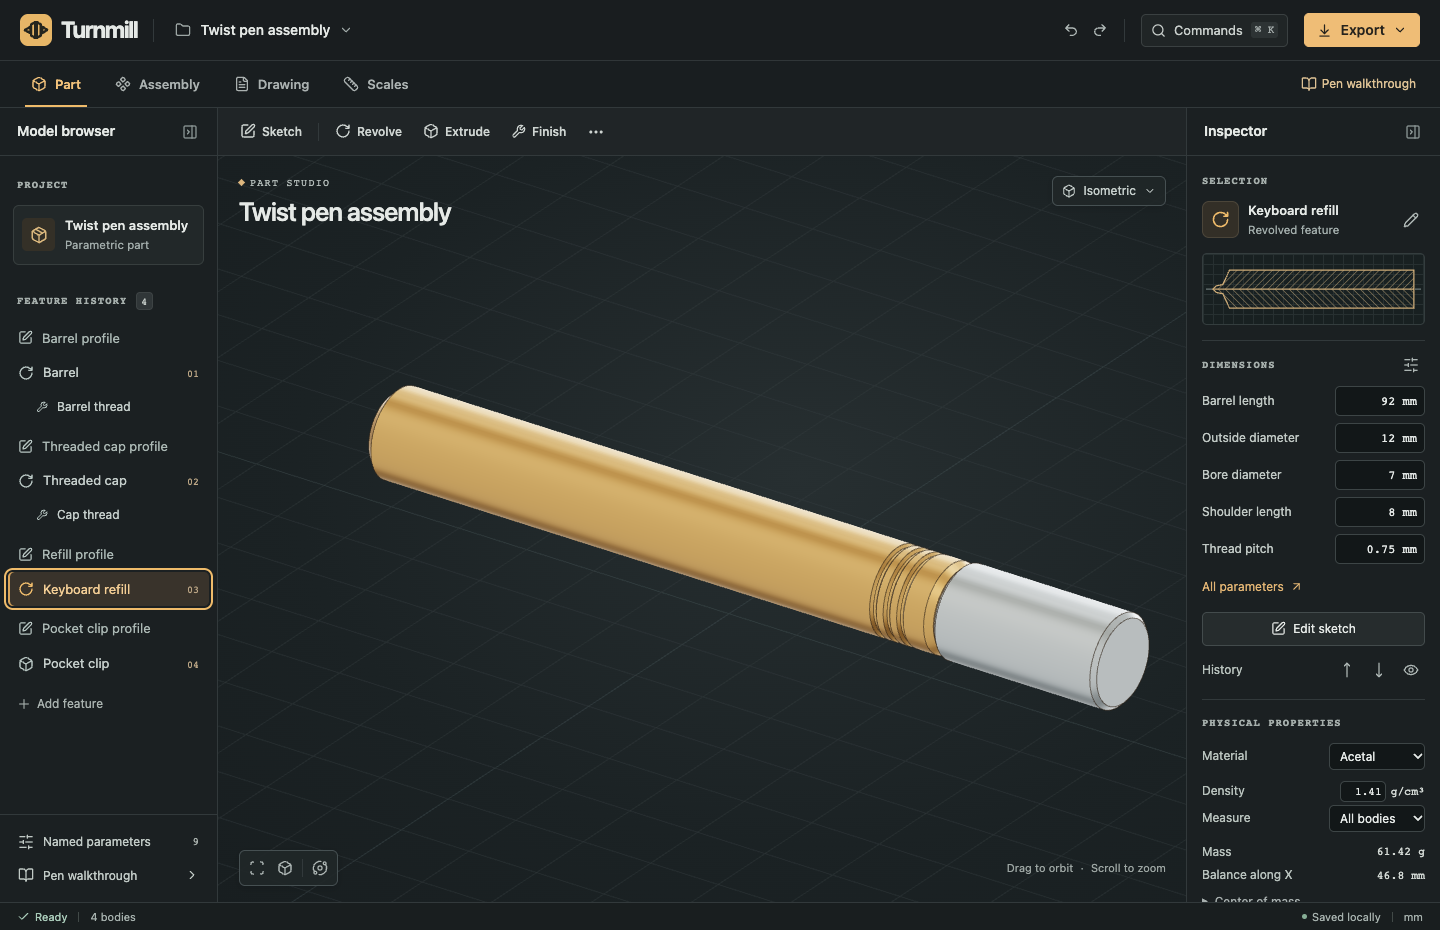 Turnmill
Twist pen assembly
Commands ⌘ K
Export
Part
Assembly
Drawing
Scales
Pen walkthrough
Model browser
Sketch
Revolve
Extrude
Finish
Inspector
PROJECT
Twist pen assembly
Parametric part
FEATURE HISTORY 4
Barrel profile
Barrel 01
Barrel thread
Threaded cap profile
Threaded cap 02
Cap thread
Refill profile
Keyboard refill 03
Pocket clip profile
Pocket clip 04
Add feature
Named parameters 9
Pen walkthrough
PART STUDIO
Twist pen assembly
Isometric
Drag to orbit · Scroll to zoom
SELECTION
Keyboard refill
Revolved feature
DIMENSIONS
Barrel length 92 mm
Outside diameter 12 mm
Bore diameter 7 mm
Shoulder length 8 mm
Thread pitch 0.75 mm
All parameters
Edit sketch
History
PHYSICAL PROPERTIES
Material Acetal
Density 1.41 g/cm³
Measure All bodies
Mass 61.42 g
Balance along X 46.8 mm
Center of mass
Ready
4 bodies
Saved locally
mm